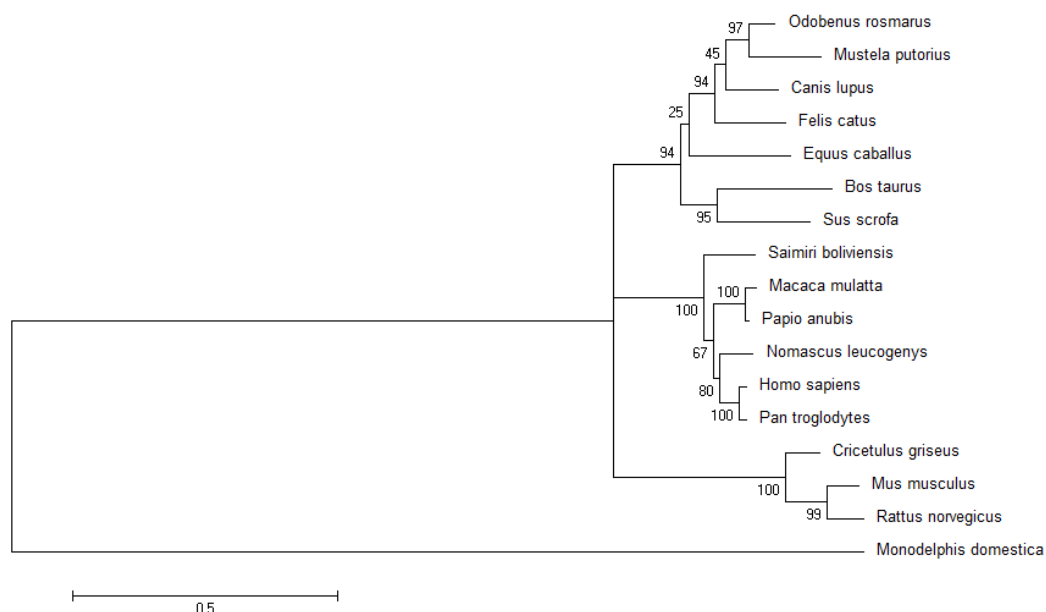 Odobenus rosmarus
97
Mustela putorius
45
Canis lupus
94
Felis catus
25
Equus caballus
94
Bos taurus
95
Sus scrofa
Saimiri boliviensis
Macaca mulatta
100
100
Papio anubis
Nomascus leucogenys
67
Homo sapiens
80
100
Pan troglodytes
Cricetulus griseus
100
Mus musculus
99
Rattus norvegicus
Monodelphis domestica
0.5